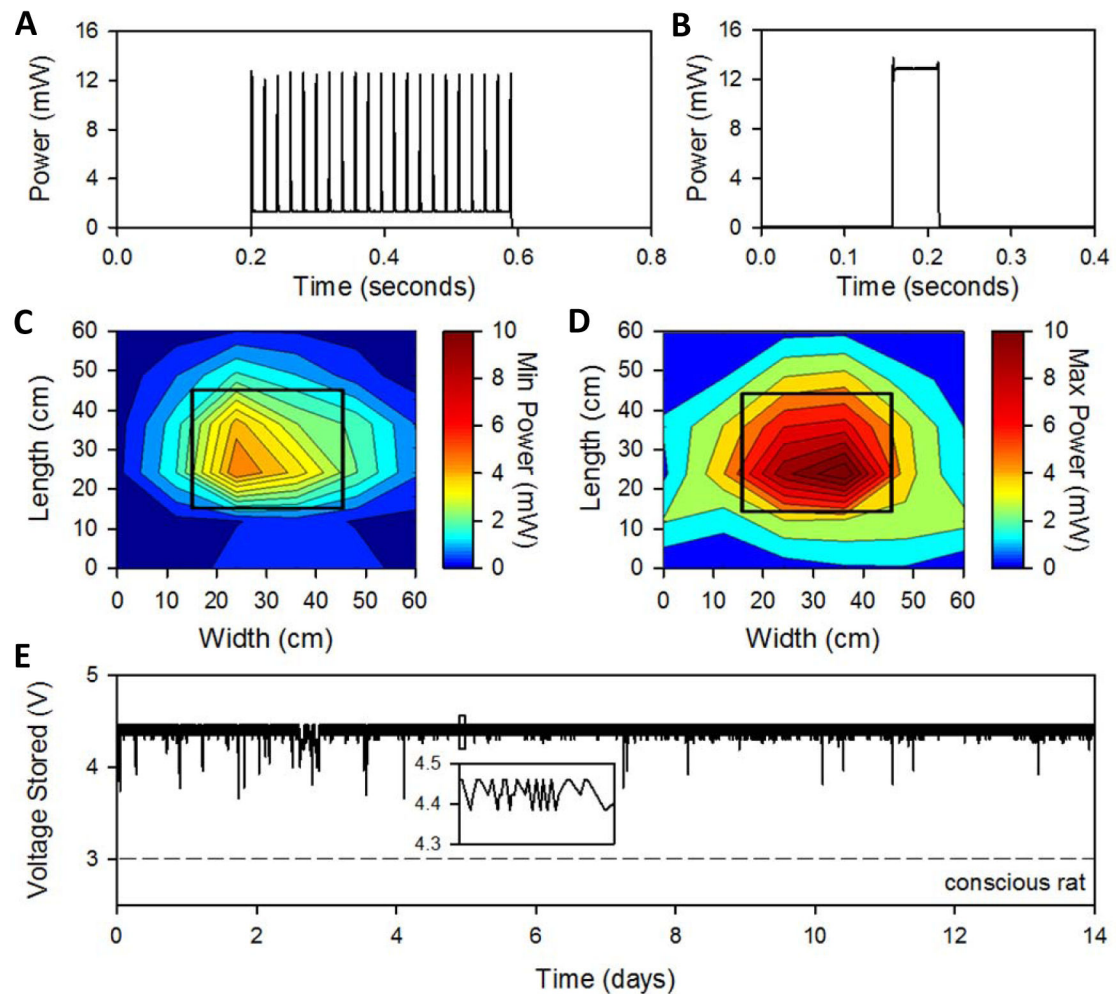 A
Power (mW)
16
12
8
4
0
0.0 0.2 0.4 0.6 0.8
Time (seconds)
B
Power (mW)
16
12
8
4
0
0.0 0.1 0.2 0.3 0.4
Time (seconds)
C
Length (cm)
60
50
40
30
20
10
0
0 10 20 30 40 50 60
Width (cm)
10
8
6
4
2
0
Min Power (mW)
D
Length (cm)
60
50
40
30
20
10
0
0 10 20 30 40 50 60
Width (cm)
10
8
6
4
2
0
Max Power (mW)
E
Voltage Stored (V)
5
4
3
4.5
4.4
4.3
conscious rat
0 2 4 6 8 10 12 14
Time (days)